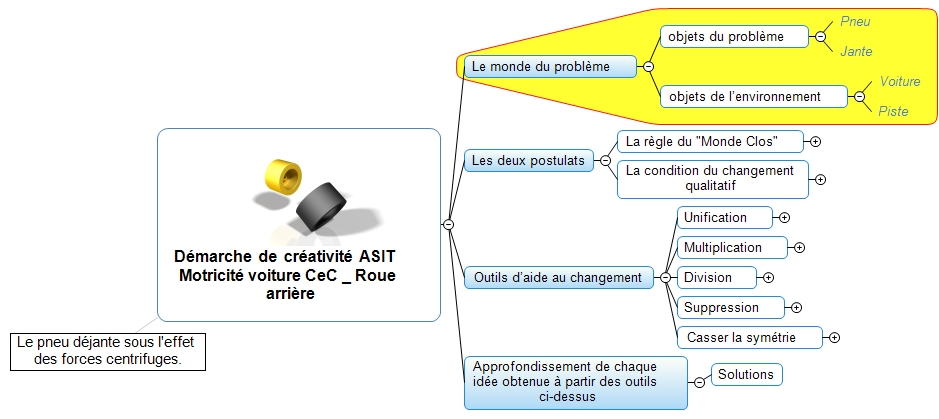 Démarche de créativité ASIT
Motricité voiture CeC _ Roue
arrière
Le pneu déjante sous l'effet
des forces centrifuges.
Le monde du problème
objets du problème
Pneu
Jante
objets de l'environnement
Voiture
Piste
Les deux postulats
La règle du "Monde Clos"
La condition du changement
qualitatif
Outils d'aide au changement
Unification
Multiplication
Division
Suppression
Casser la symétrie
Approfondissement de chaque
idée obtenue à partir des outils
ci-dessus
Solutions